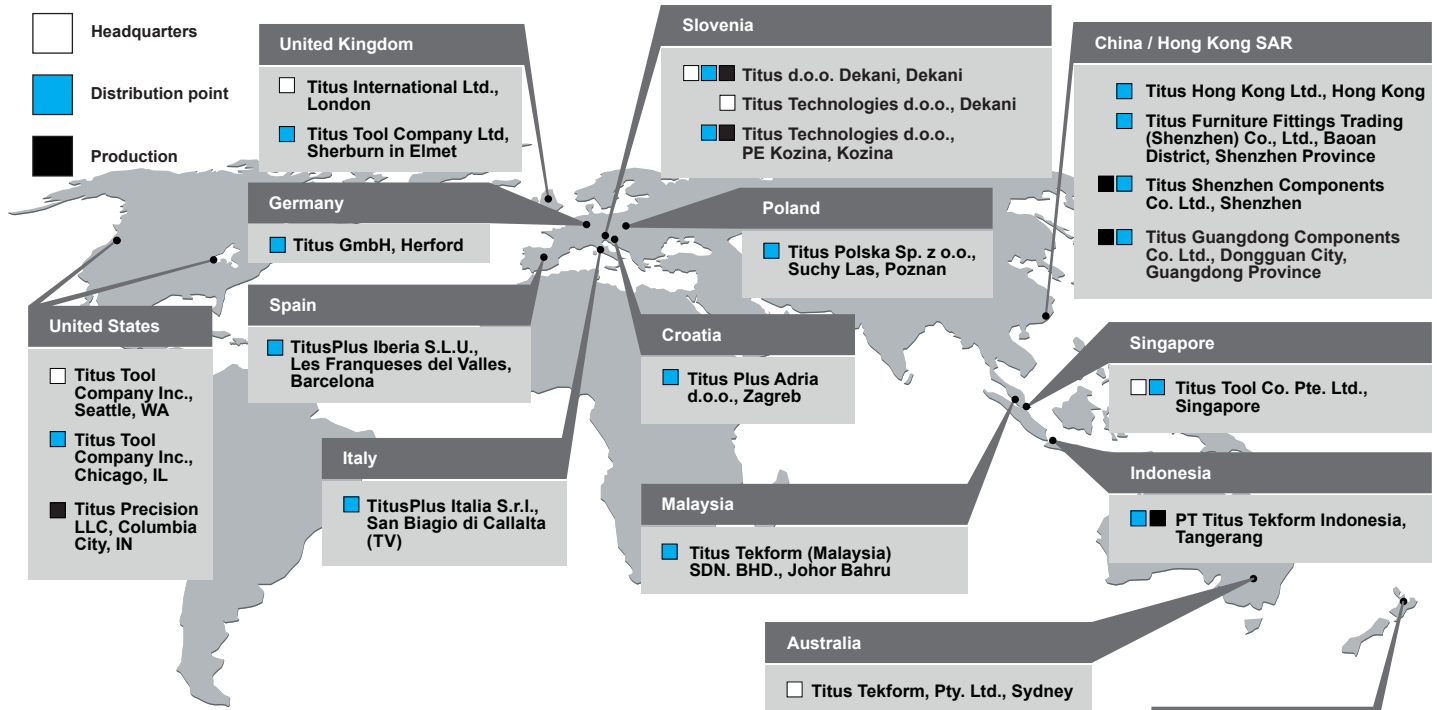 Headquarters
Distribution point
Production
United Kingdom
Titus International Ltd.,
London
Titus Tool Company Ltd,
Sherburn in Elmet
Slovenia
Titus d.o.o. Dekani, Dekani
Titus Technologies d.o.o., Dekani
Titus Technologies d.o.o.,
PE Kozina, Kozina
China / Hong Kong SAR
Titus Hong Kong Ltd., Hong Kong
Titus Furniture Fittings Trading
(Shenzhen) Co., Ltd., Baoan
District, Shenzhen Province
Titus Shenzhen Components
Co. Ltd., Shenzhen
Titus Guangdong Components
Co. Ltd., Dongguan City,
Guangdong Province
Germany
Titus GmbH, Herford
Poland
Titus Polska Sp. z o.o.,
Suchy Las, Poznan
United States
Titus Tool
Company Inc.,
Seattle, WA
Titus Tool
Company Inc.,
Chicago, IL
Titus Precision
LLC, Columbia
City, IN
Spain
TitusPlus Iberia S.L.U.,
Les Franqueses del Valles,
Barcelona
Croatia
Titus Plus Adria
d.o.o., Zagreb
Singapore
Titus Tool Co. Pte. Ltd.,
Singapore
Italy
TitusPlus Italia S.r.l.,
San Biagio di Callalta
(TV)
Malaysia
Titus Tekform (Malaysia)
SDN. BHD., Johor Bahru
Indonesia
PT Titus Tekform Indonesia,
Tangerang
Australia
Titus Tekform, Pty. Ltd., Sydney